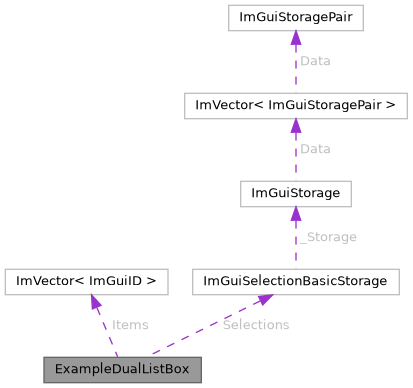 ImGuiStoragePair
Data
ImVector< ImGuiStoragePair >
Data
ImGuiStorage
_Storage
ImVector< ImGuiID >
ImGuiSelectionBasicStorage
Items
Selections
ExampleDualListBox